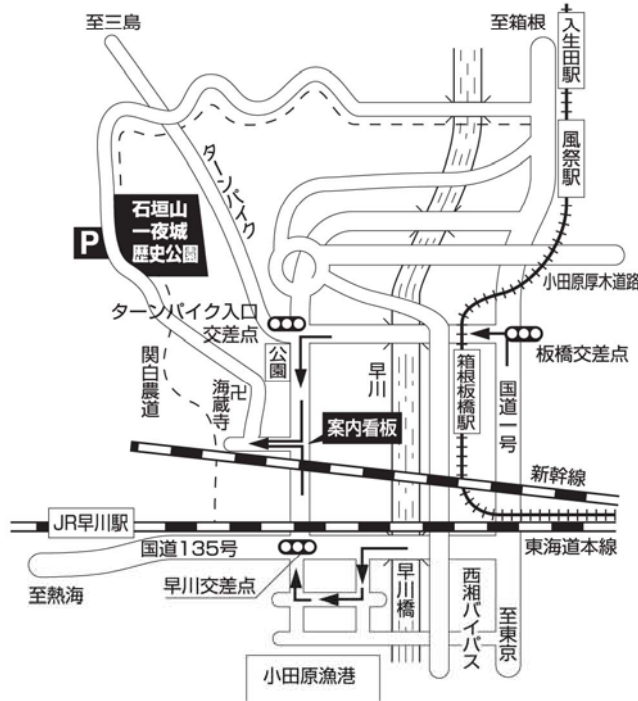 至三島
至箱根
入生田駅
風祭駅
ターンパイク
石垣山
一夜城
歴史公園
P
小田原厚木道路
ターンパイク入口
交差点
板橋交差点
公園
早川
箱根板橋駅
国道一号
関白農道
海蔵寺
卍
案内看板
新幹線
JR早川駅
東海道本線
国道135号
至熱海
早川交差点
早川橋
西湘バイパス
至東京
小田原漁港